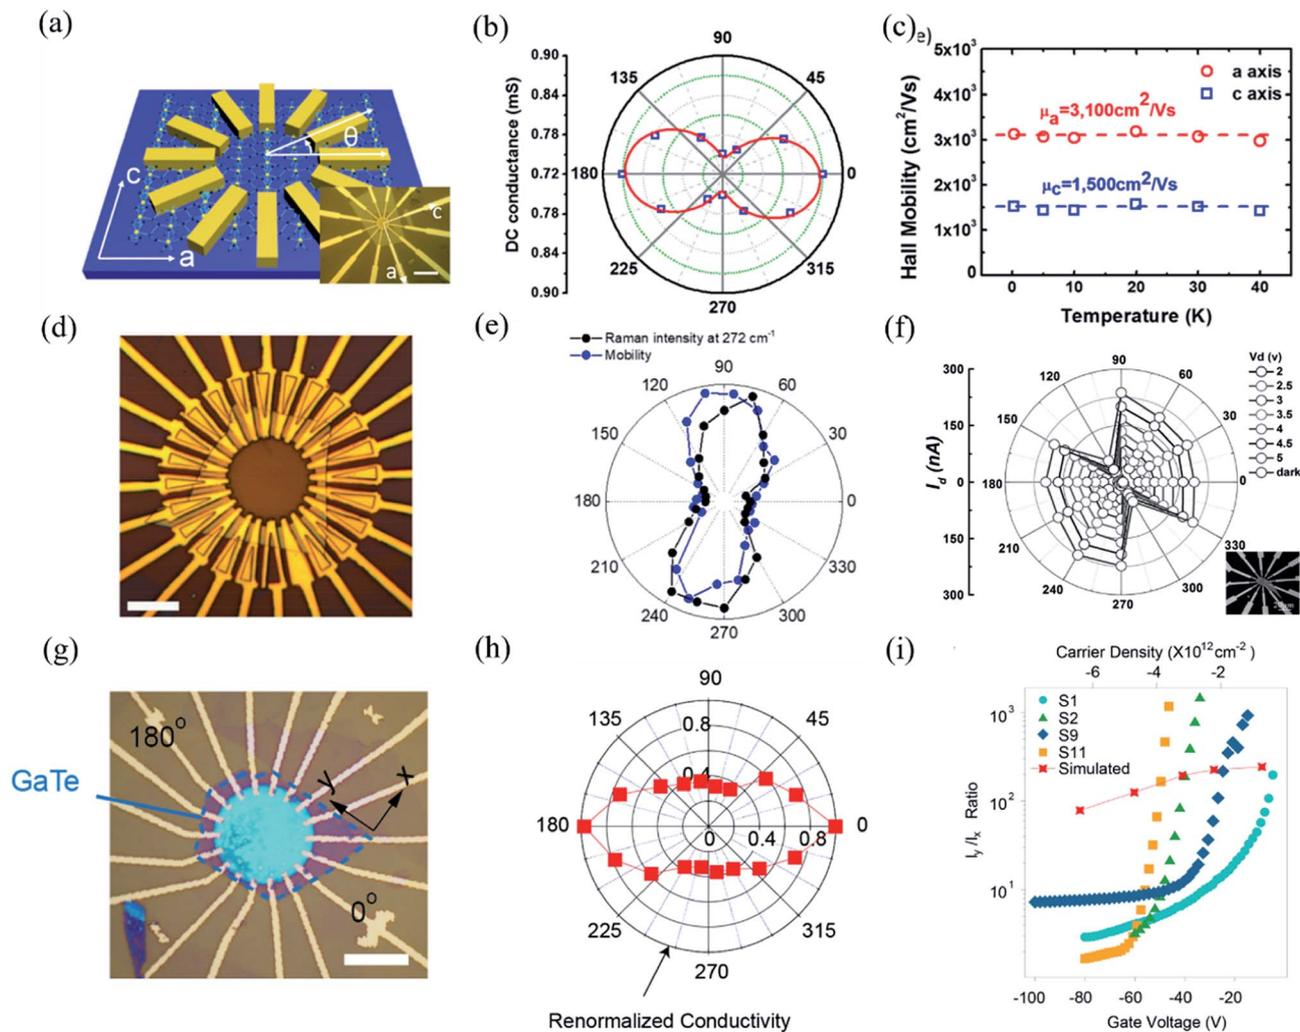 (a)
θ
c
a
c
a
(b)
90
0.90
0.84
0.78
0.72
0.78
0.84
0.90
DC conductance (mS)
135
45
180
0
225
315
270
(c)
e)
5x10³
4x10³
3x10³
2x10³
1x10³
0
Hall Mobility (cm²/Vs)
a axis
c axis
μa=3,100cm²/Vs
μc=1,500cm²/Vs
0 10 20 30 40
Temperature (K)
(d)
(e)
Raman intensity at 272 cm⁻¹
Mobility
90
120
60
150
30
180
0
210
330
240
300
270
(f)
90
300
150
0
150
300
Id (nA)
120
60
150
30
180
0
210
330
240
300
270
Vd (v)
2
2.5
3
3.5
4
4.5
5
dark
(g)
180°
GaTe
y
x
0°
(h)
90
135
45
0.8
0.4
180
0
0 0.4 0.8
225
315
270
Renormalized Conductivity
(i)
Carrier Density (X10¹²cm⁻²)
-6 -4 -2
S1
S2
S9
S11
Simulated
10³
10²
10¹
Iy/Ix Ratio
-100 -80 -60 -40 -20
Gate Voltage (V)